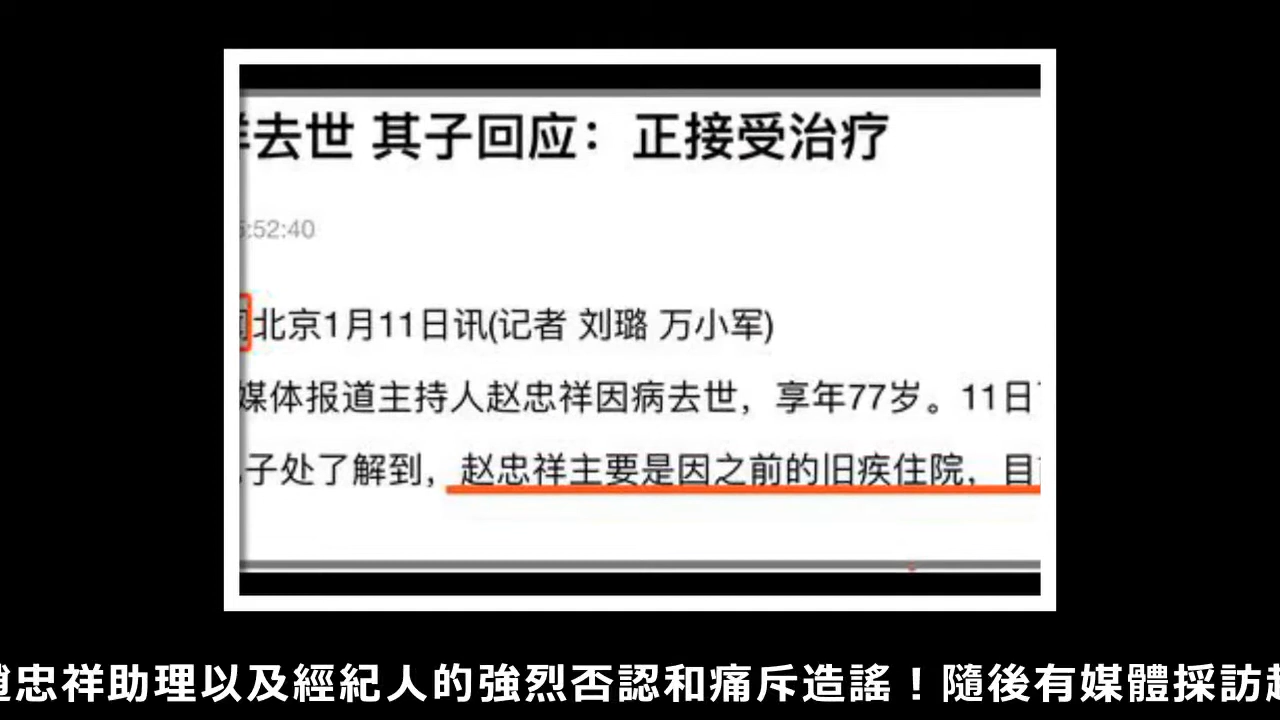 去世 其子回应：正接受治疗
:52:40
北京1月11日讯(记者 刘璐 万小军)
媒体报道主持人赵忠祥因病去世，享年77岁。11日
子处了解到，赵忠祥主要是因之前的旧疾住院，目
忠祥助理以及經紀人的強烈否認和痛斥造謠！隨後有媒體採訪